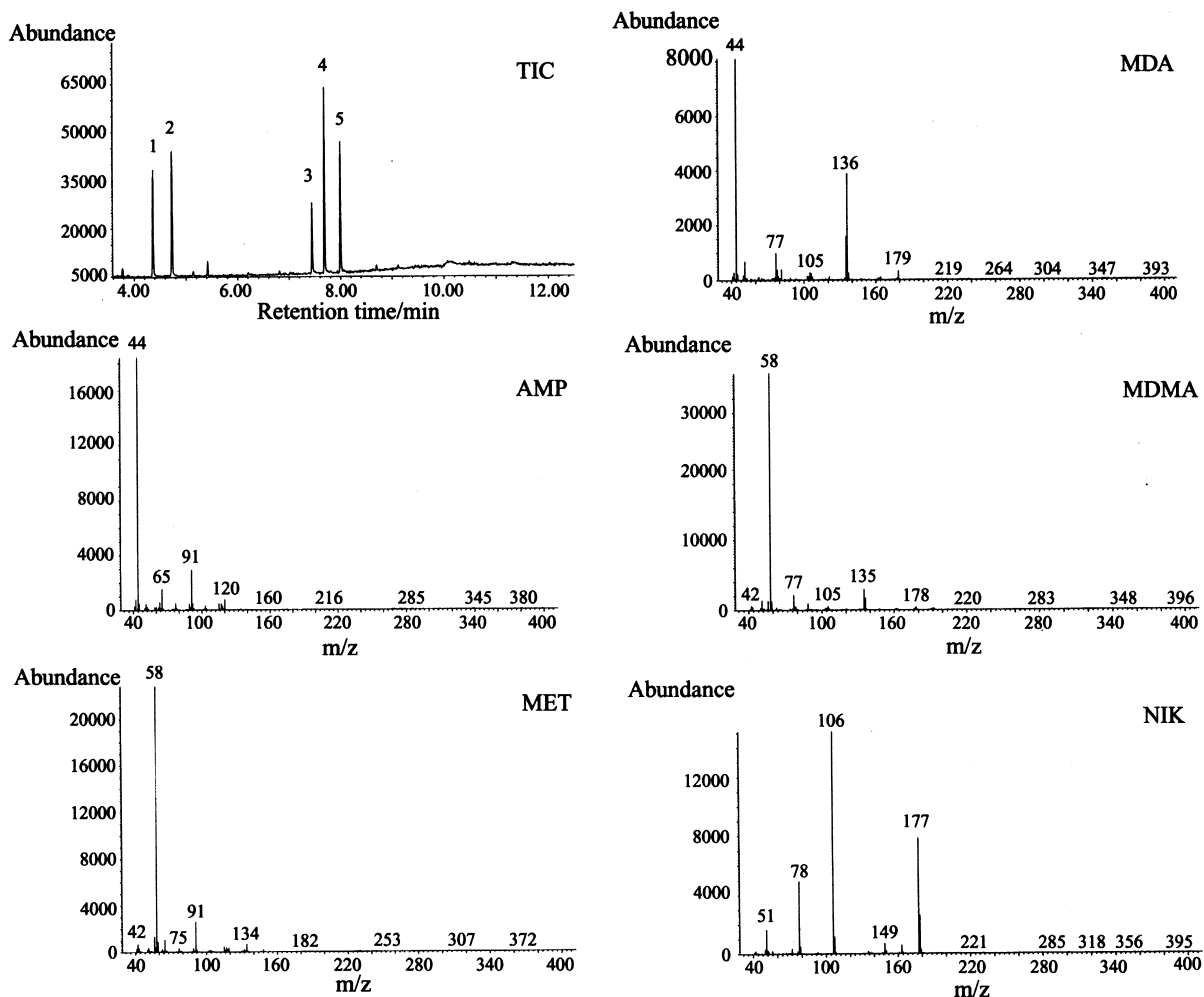 Abundance
TIC
65000
50000
35000
20000
5000
1
2
3
4
5
4.00 6.00 8.00 10.00 12.00
Retention time/min
Abundance
MDA
8000
6000
4000
2000
0
44
77
105
136
179
219 264 304 347 393
40 100 160 220 280 340 400
m/z
Abundance
AMP
16000
12000
8000
4000
0
44
65
91
120
160 216 285 345 380
40 100 160 220 280 340 400
m/z
Abundance
MDMA
30000
20000
10000
0
58
42
77
105
135
178
220 283 348 396
40 100 160 220 280 340 400
m/z
Abundance
MET
20000
16000
12000
8000
4000
0
58
42
75
91
134
182 253 307 372
40 100 160 220 280 340 400
m/z
Abundance
NIK
12000
8000
4000
0
51
78
106
149
177
221 285 318 356 395
40 100 160 220 280 340 400
m/z